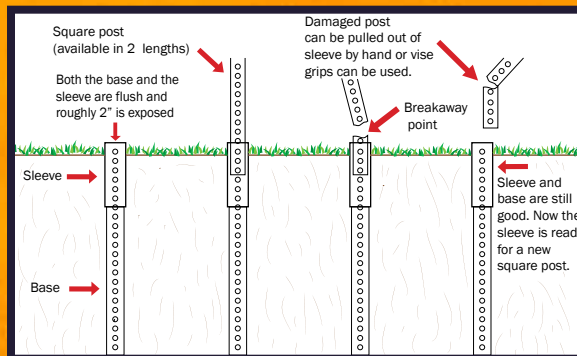 Square post
(available in 2 lengths)
Both the base and the
sleeve are flush and
roughly 2" is exposed
Sleeve
Base
Damaged post
can be pulled out of
sleeve by hand or vise
grips can be used.
Breakaway
point
Sleeve and
base are still
good. Now the
sleeve is read
for a new
square post.